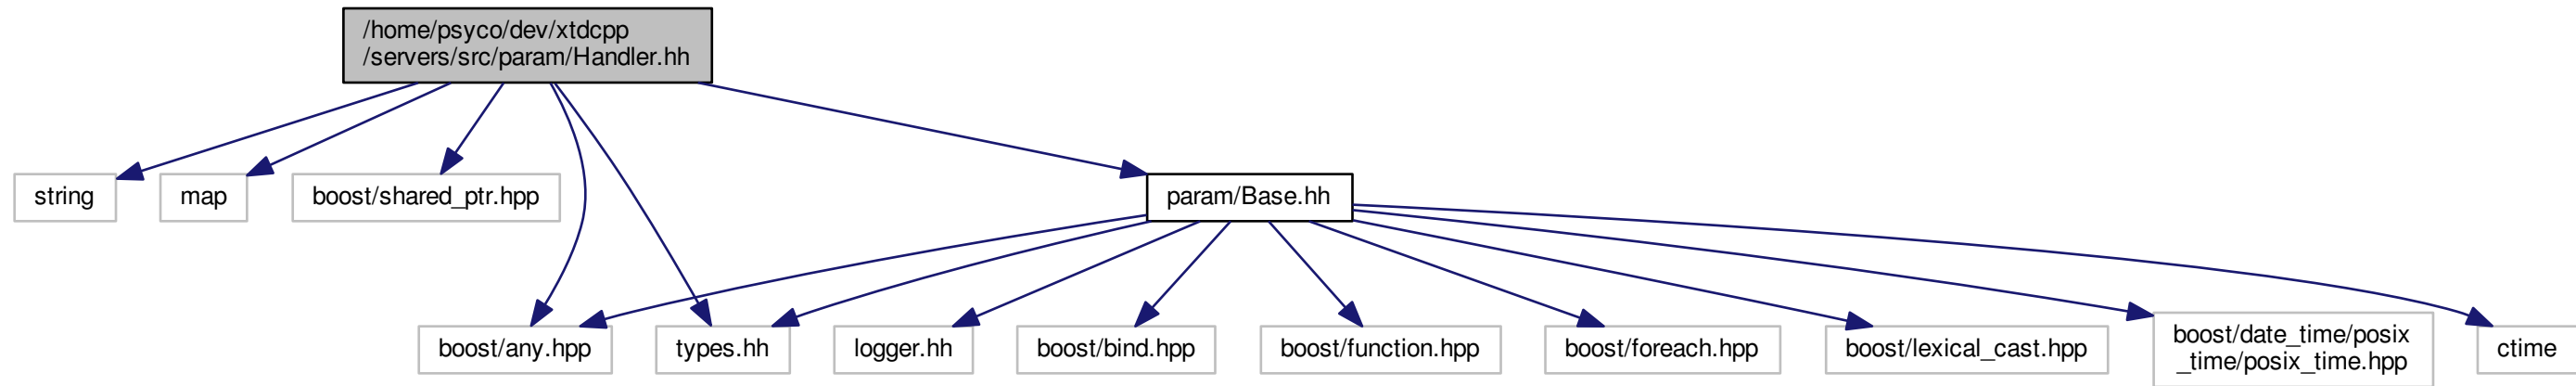 /home/psyco/dev/xtdcpp
/servers/src/param/Handler.hh
string
map
boost/shared_ptr.hpp
param/Base.hh
boost/any.hpp
types.hh
logger.hh
boost/bind.hpp
boost/function.hpp
boost/foreach.hpp
boost/lexical_cast.hpp
boost/date_time/posix
_time/posix_time.hpp
ctime